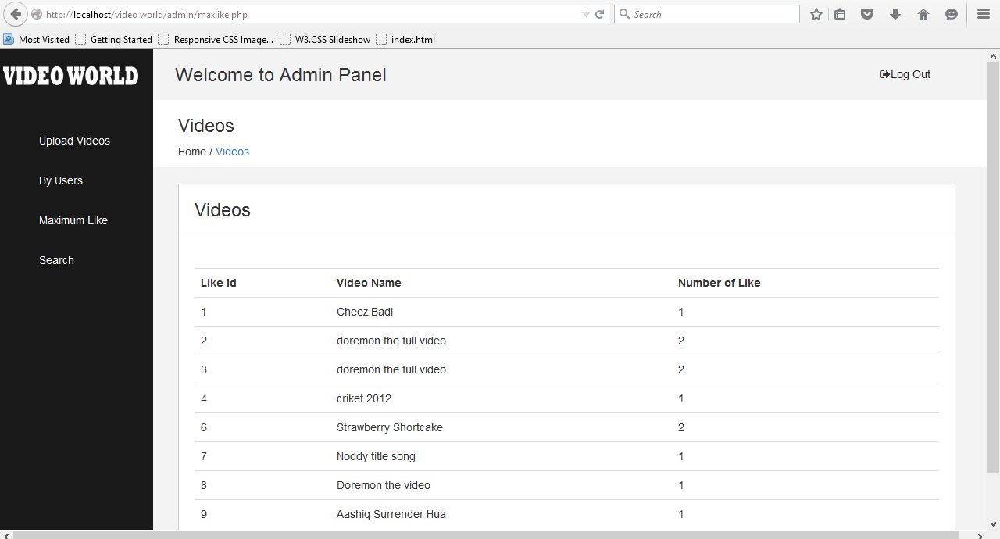 http://localhost/video world/admin/maxlike.php
Search
Most Visited
Getting Started
Responsive CSS Image...
W3.CSS Slideshow
index.html
VIDEO WORLD
Welcome to Admin Panel
Log Out
Upload Videos
By Users
Maximum Like
Search
Videos
Home / Videos
Videos
Like id Video Name Number of Like
1 Cheez Badi 1
2 doremon the full video 2
3 doremon the full video 2
4 criket 2012 1
6 Strawberry Shortcake 2
7 Noddy title song 1
8 Doremon the video 1
9 Aashiq Surrender Hua 1